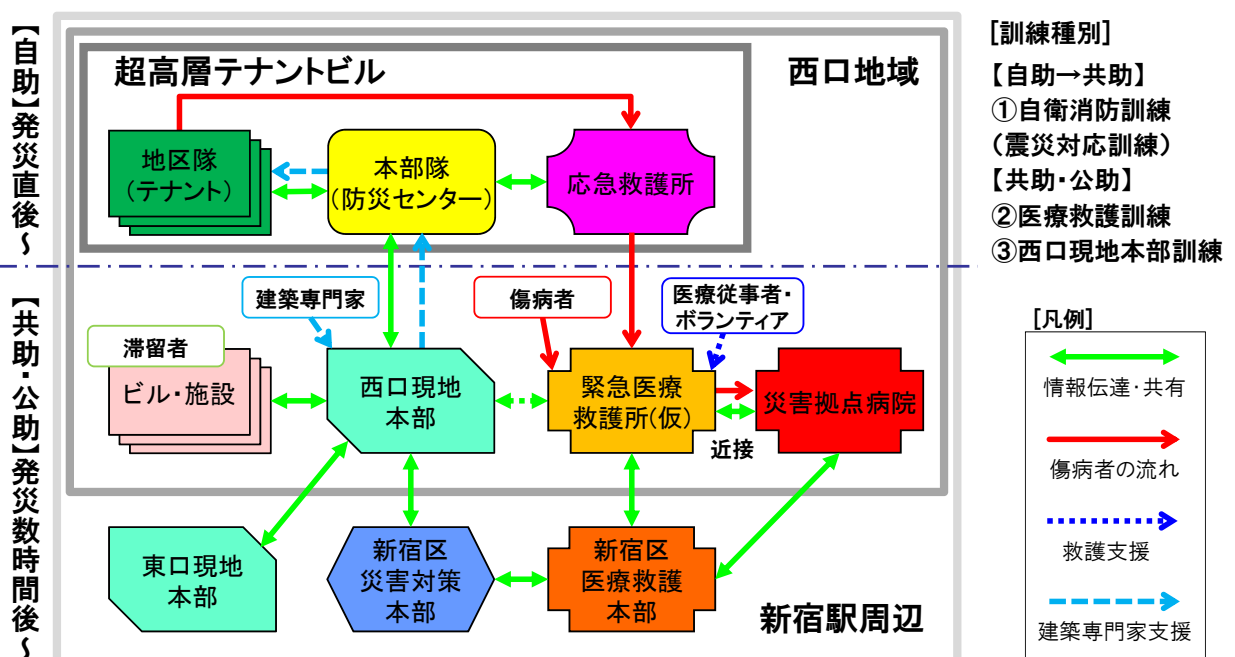 【自助】発災直後～
【共助・公助】発災数時間後～
超高層テナントビル
西口地域
地区隊
(テナント)
本部隊
(防災センター)
応急救護所
建築専門家
傷病者
医療従事者・
ボランティア
滞留者
ビル・施設
西口現地
本部
緊急医療
救護所(仮)
災害拠点病院
近接
東口現地
本部
新宿区
災害対策
本部
新宿区
医療救護
本部
新宿駅周辺
[訓練種別]
【自助→共助】
①自衛消防訓練
(震災対応訓練)
【共助・公助】
②医療救護訓練
③西口現地本部訓練
[凡例]
情報伝達・共有
傷病者の流れ
救護支援
建築専門家支援